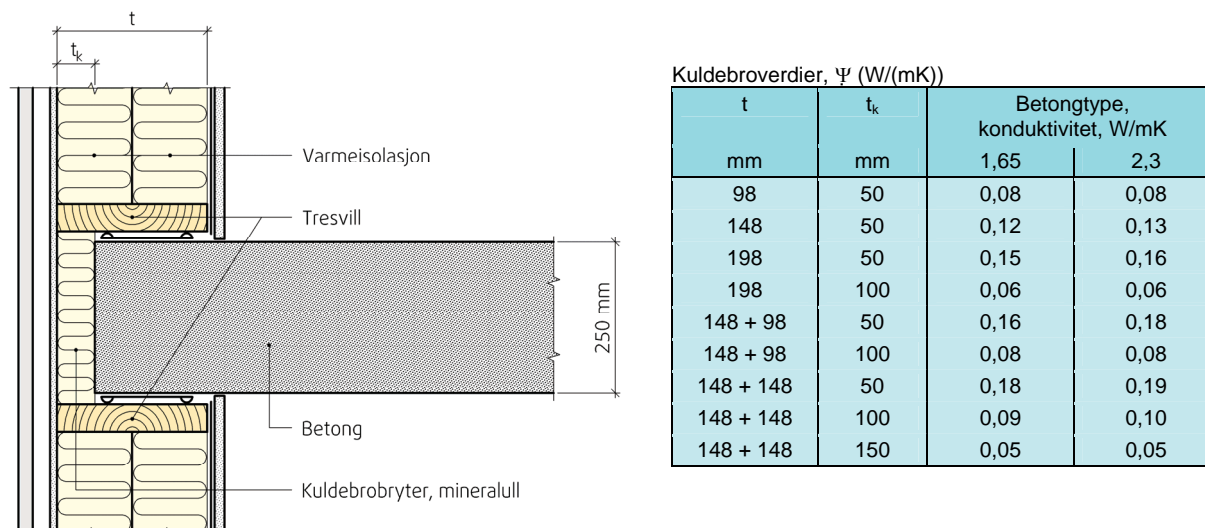 t
tk
Varmeisolasjon
Tresvill
250 mm
Betong
Kuldebrobryter, mineralull
Kuldebroverdier, Ψ (W/(mK))
t tk Betongtype,
konduktivitet, W/mK
mm mm 1,65 2,3
98 50 0,08 0,08
148 50 0,12 0,13
198 50 0,15 0,16
198 100 0,06 0,06
148 + 98 50 0,16 0,18
148 + 98 100 0,08 0,08
148 + 148 50 0,18 0,19
148 + 148 100 0,09 0,10
148 + 148 150 0,05 0,05